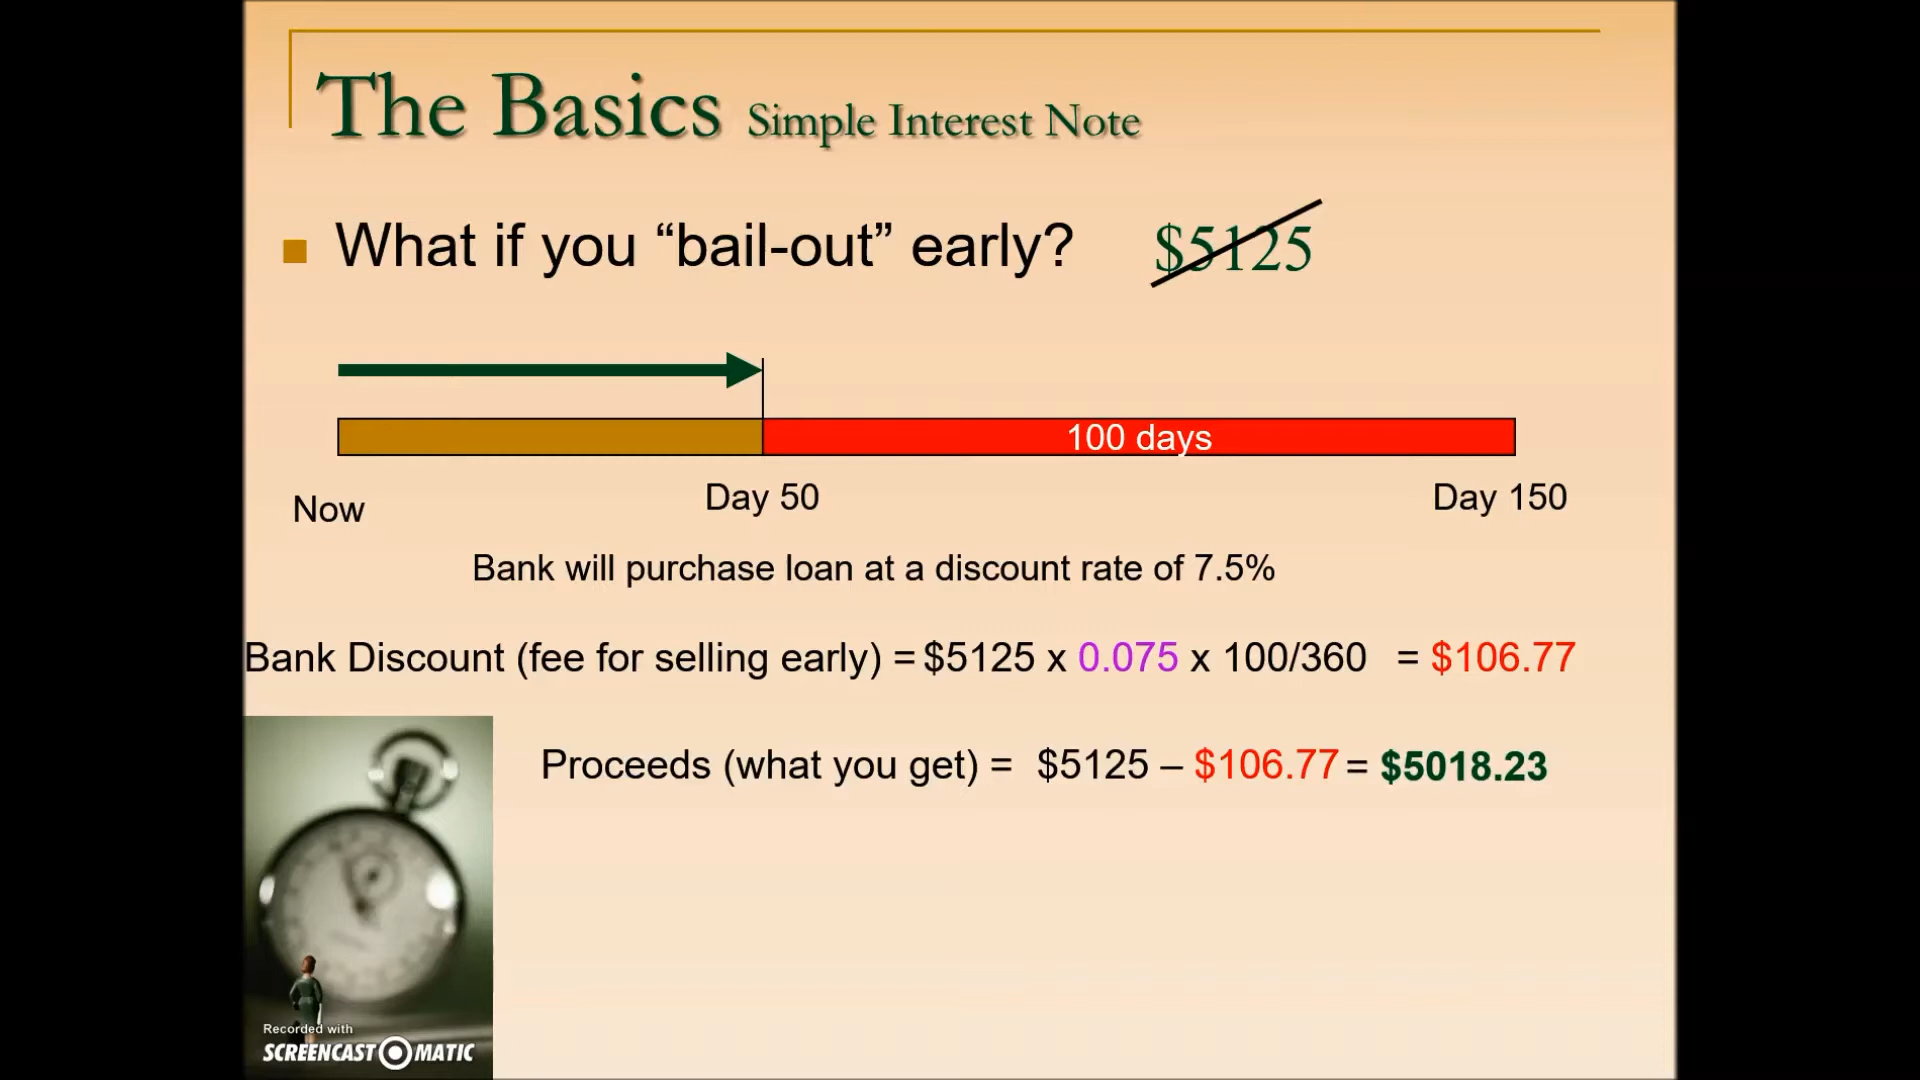 The Basics Simple Interest Note
What if you “bail-out” early? $5125
100 days
Now Day 50 Day 150
Bank will purchase loan at a discount rate of 7.5%
Bank Discount (fee for selling early) = $5125 x 0.075 x 100/360 = $106.77
Proceeds (what you get) = $5125 – $106.77 = $5018.23
Recorded with
SCREENCAST MATIC